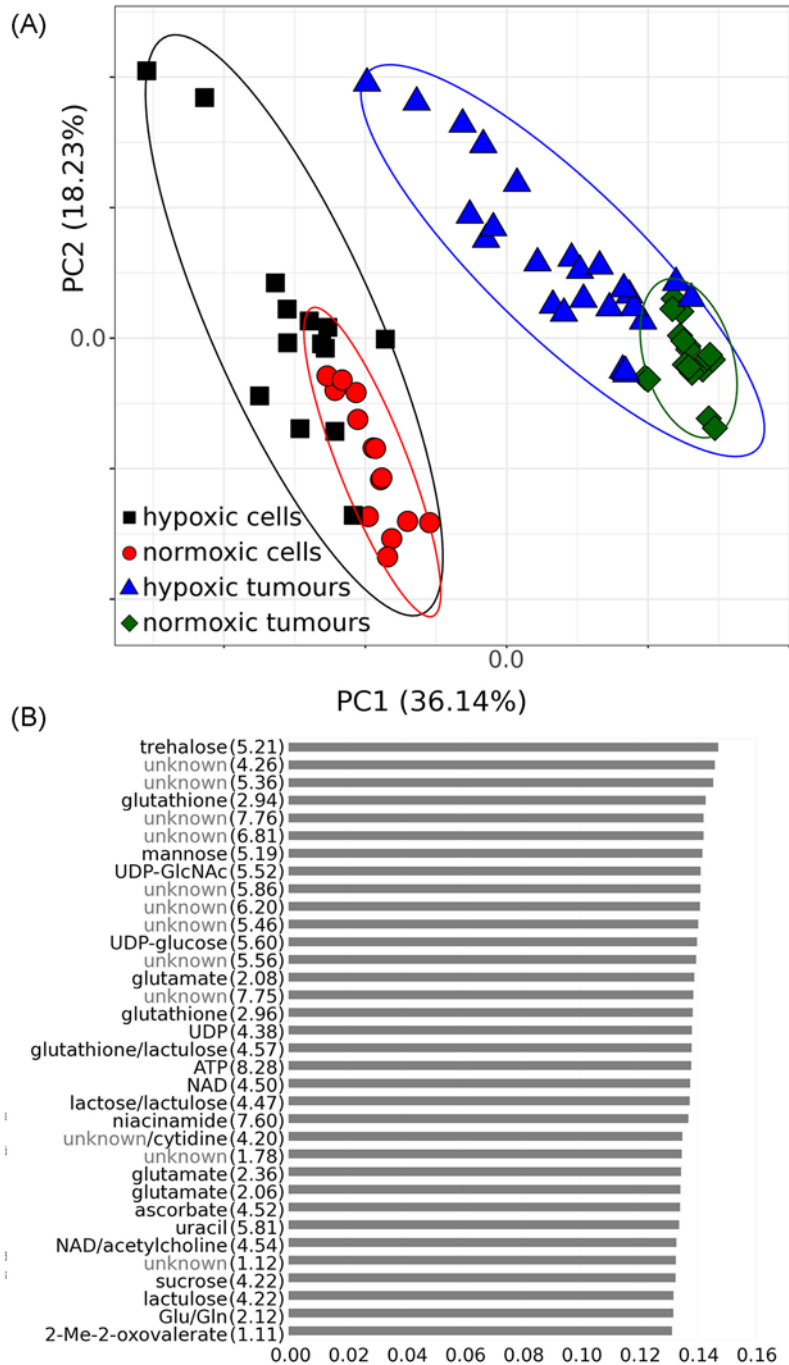 (A)
PC2 (18.23%)
0.0
hypoxic cells
normoxic cells
hypoxic tumours
normoxic tumours
0.0
PC1 (36.14%)
(B)
trehalose(5.21)
unknown(4.26)
unknown(5.36)
glutathione(2.94)
unknown(7.76)
unknown(6.81)
mannose(5.19)
UDP-GlcNAc(5.52)
unknown(5.86)
unknown(6.20)
unknown(5.46)
UDP-glucose(5.60)
unknown(5.56)
glutamate(2.08)
unknown(7.75)
glutathione(2.96)
UDP(4.38)
glutathione/lactulose(4.57)
ATP(8.28)
NAD(4.50)
lactose/lactulose(4.47)
niacinamide(7.60)
unknown/cytidine(4.20)
unknown(1.78)
glutamate(2.36)
glutamate(2.06)
ascorbate(4.52)
uracil(5.81)
NAD/acetylcholine(4.54)
unknown(1.12)
sucrose(4.22)
lactulose(4.22)
Glu/Gln(2.12)
2-Me-2-oxovalerate(1.11)
0.00 0.02 0.04 0.06 0.08 0.10 0.12 0.14 0.16